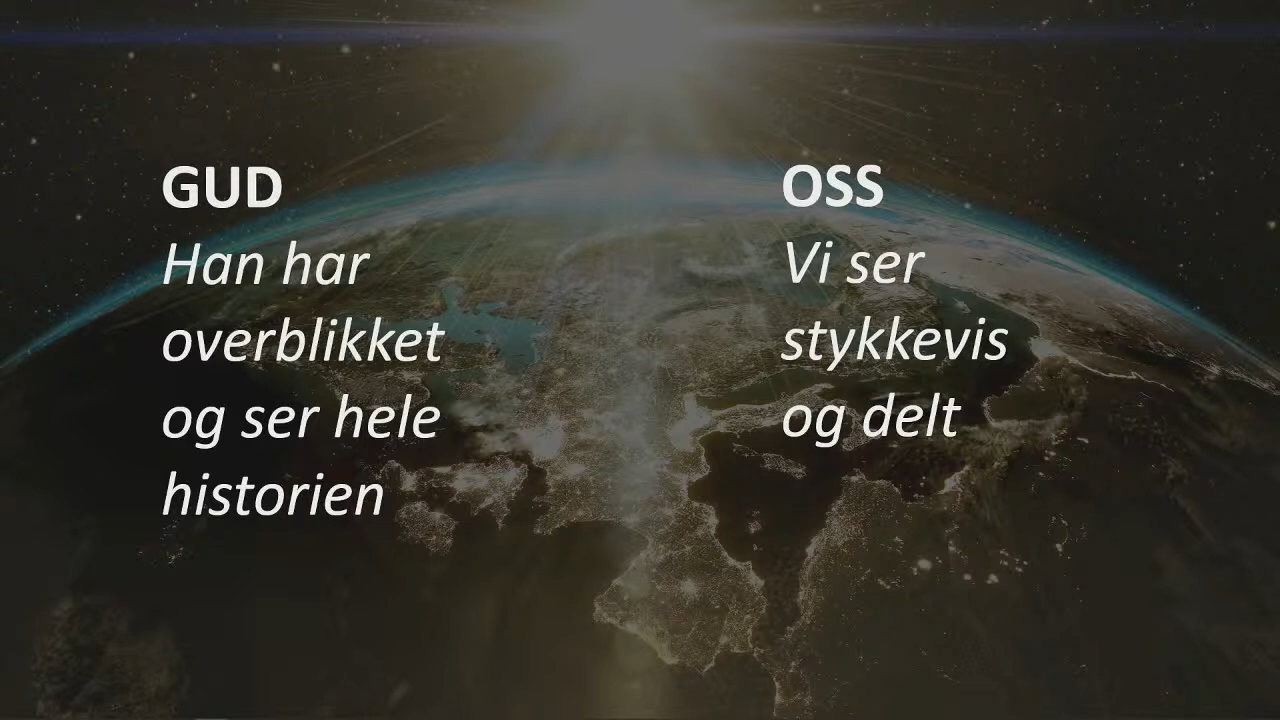 GUD
Han har
overblikket
og ser hele
historien
OSS
Vi ser
stykkevis
og delt